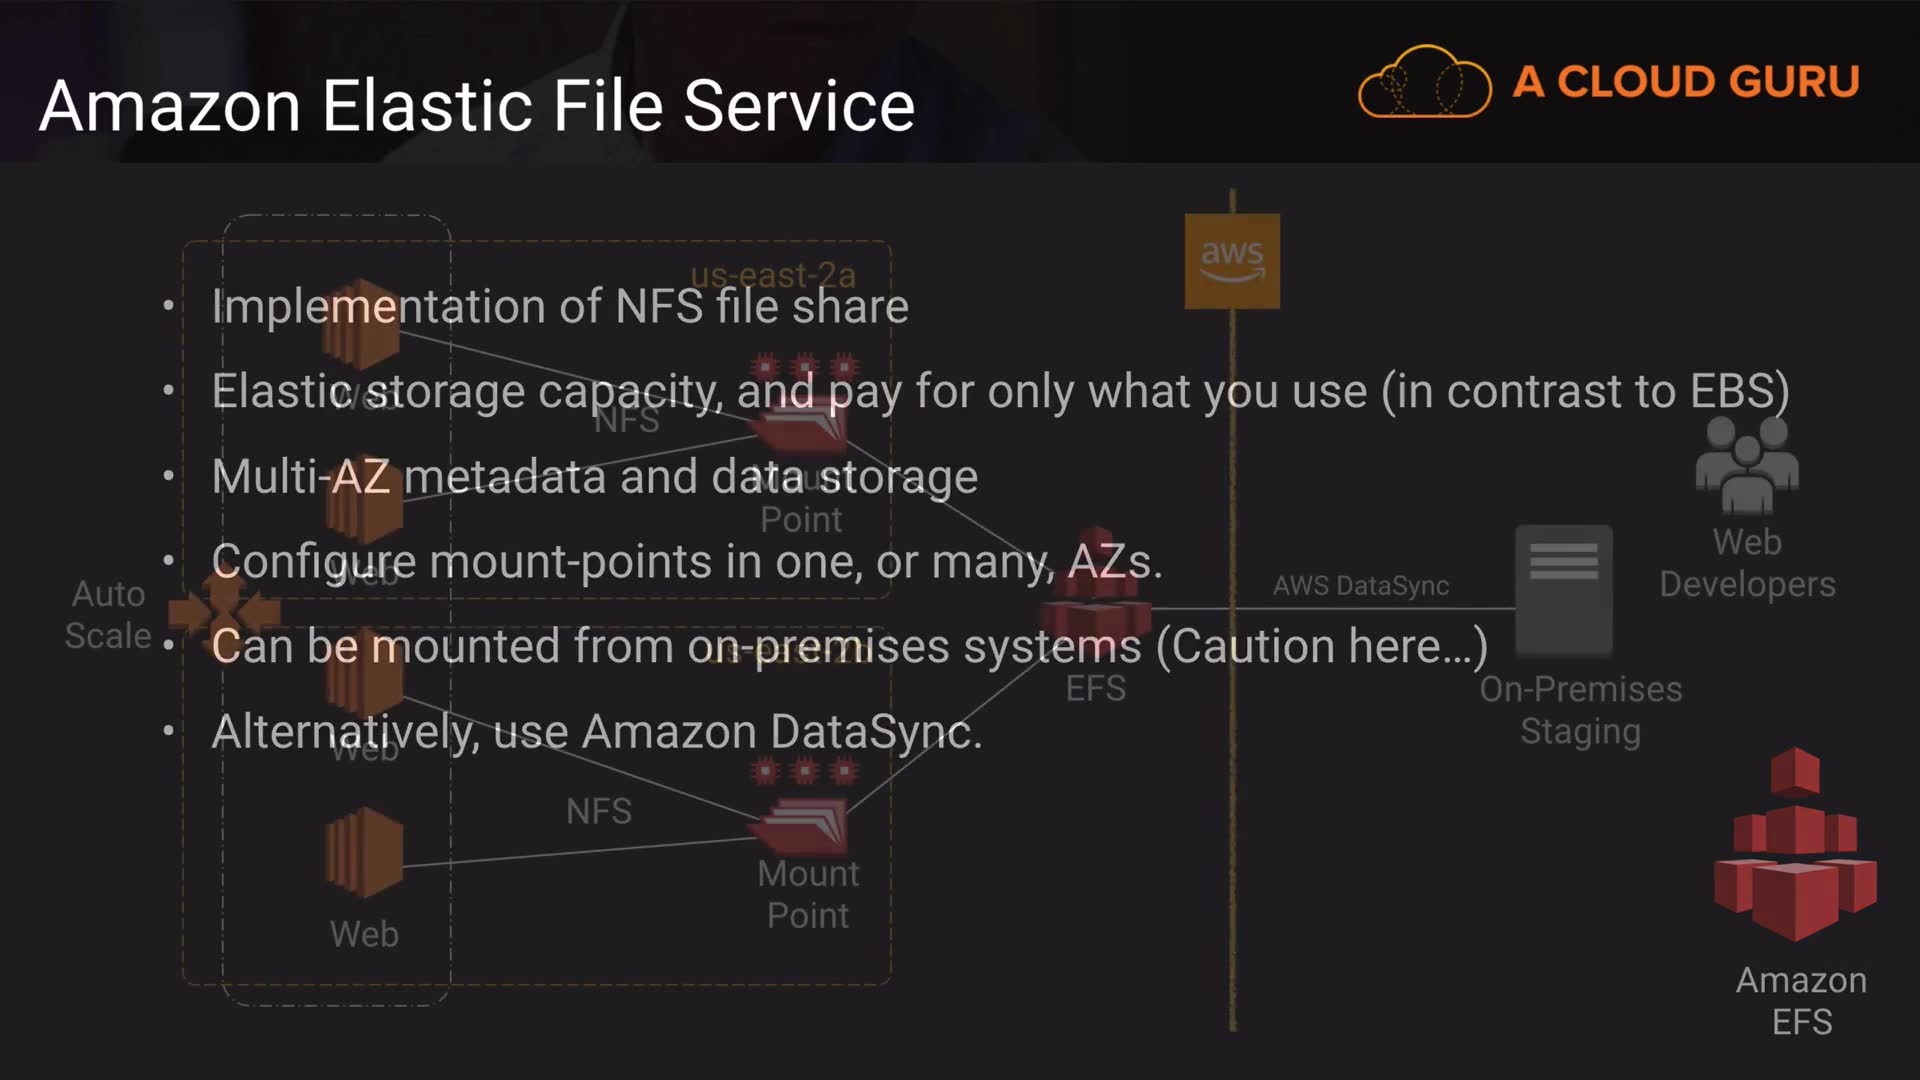 Amazon Elastic File Service
A CLOUD GURU
aws
us-east-2a
• Implementation of NFS file share
• Elastic storage capacity, and pay for only what you use (in contrast to EBS)
Web
NFS
• Multi-AZ metadata and data storage
Mount
Point
• Configure mount-points in one, or many, AZs.
Web
Auto
Scale
AWS DataSync
Web
Developers
• Can be mounted from on-premises systems (Caution here...)
us-east-2b
EFS
On-Premises
Staging
• Alternatively, use Amazon DataSync.
Web
NFS
Mount
Point
Web
Amazon
EFS